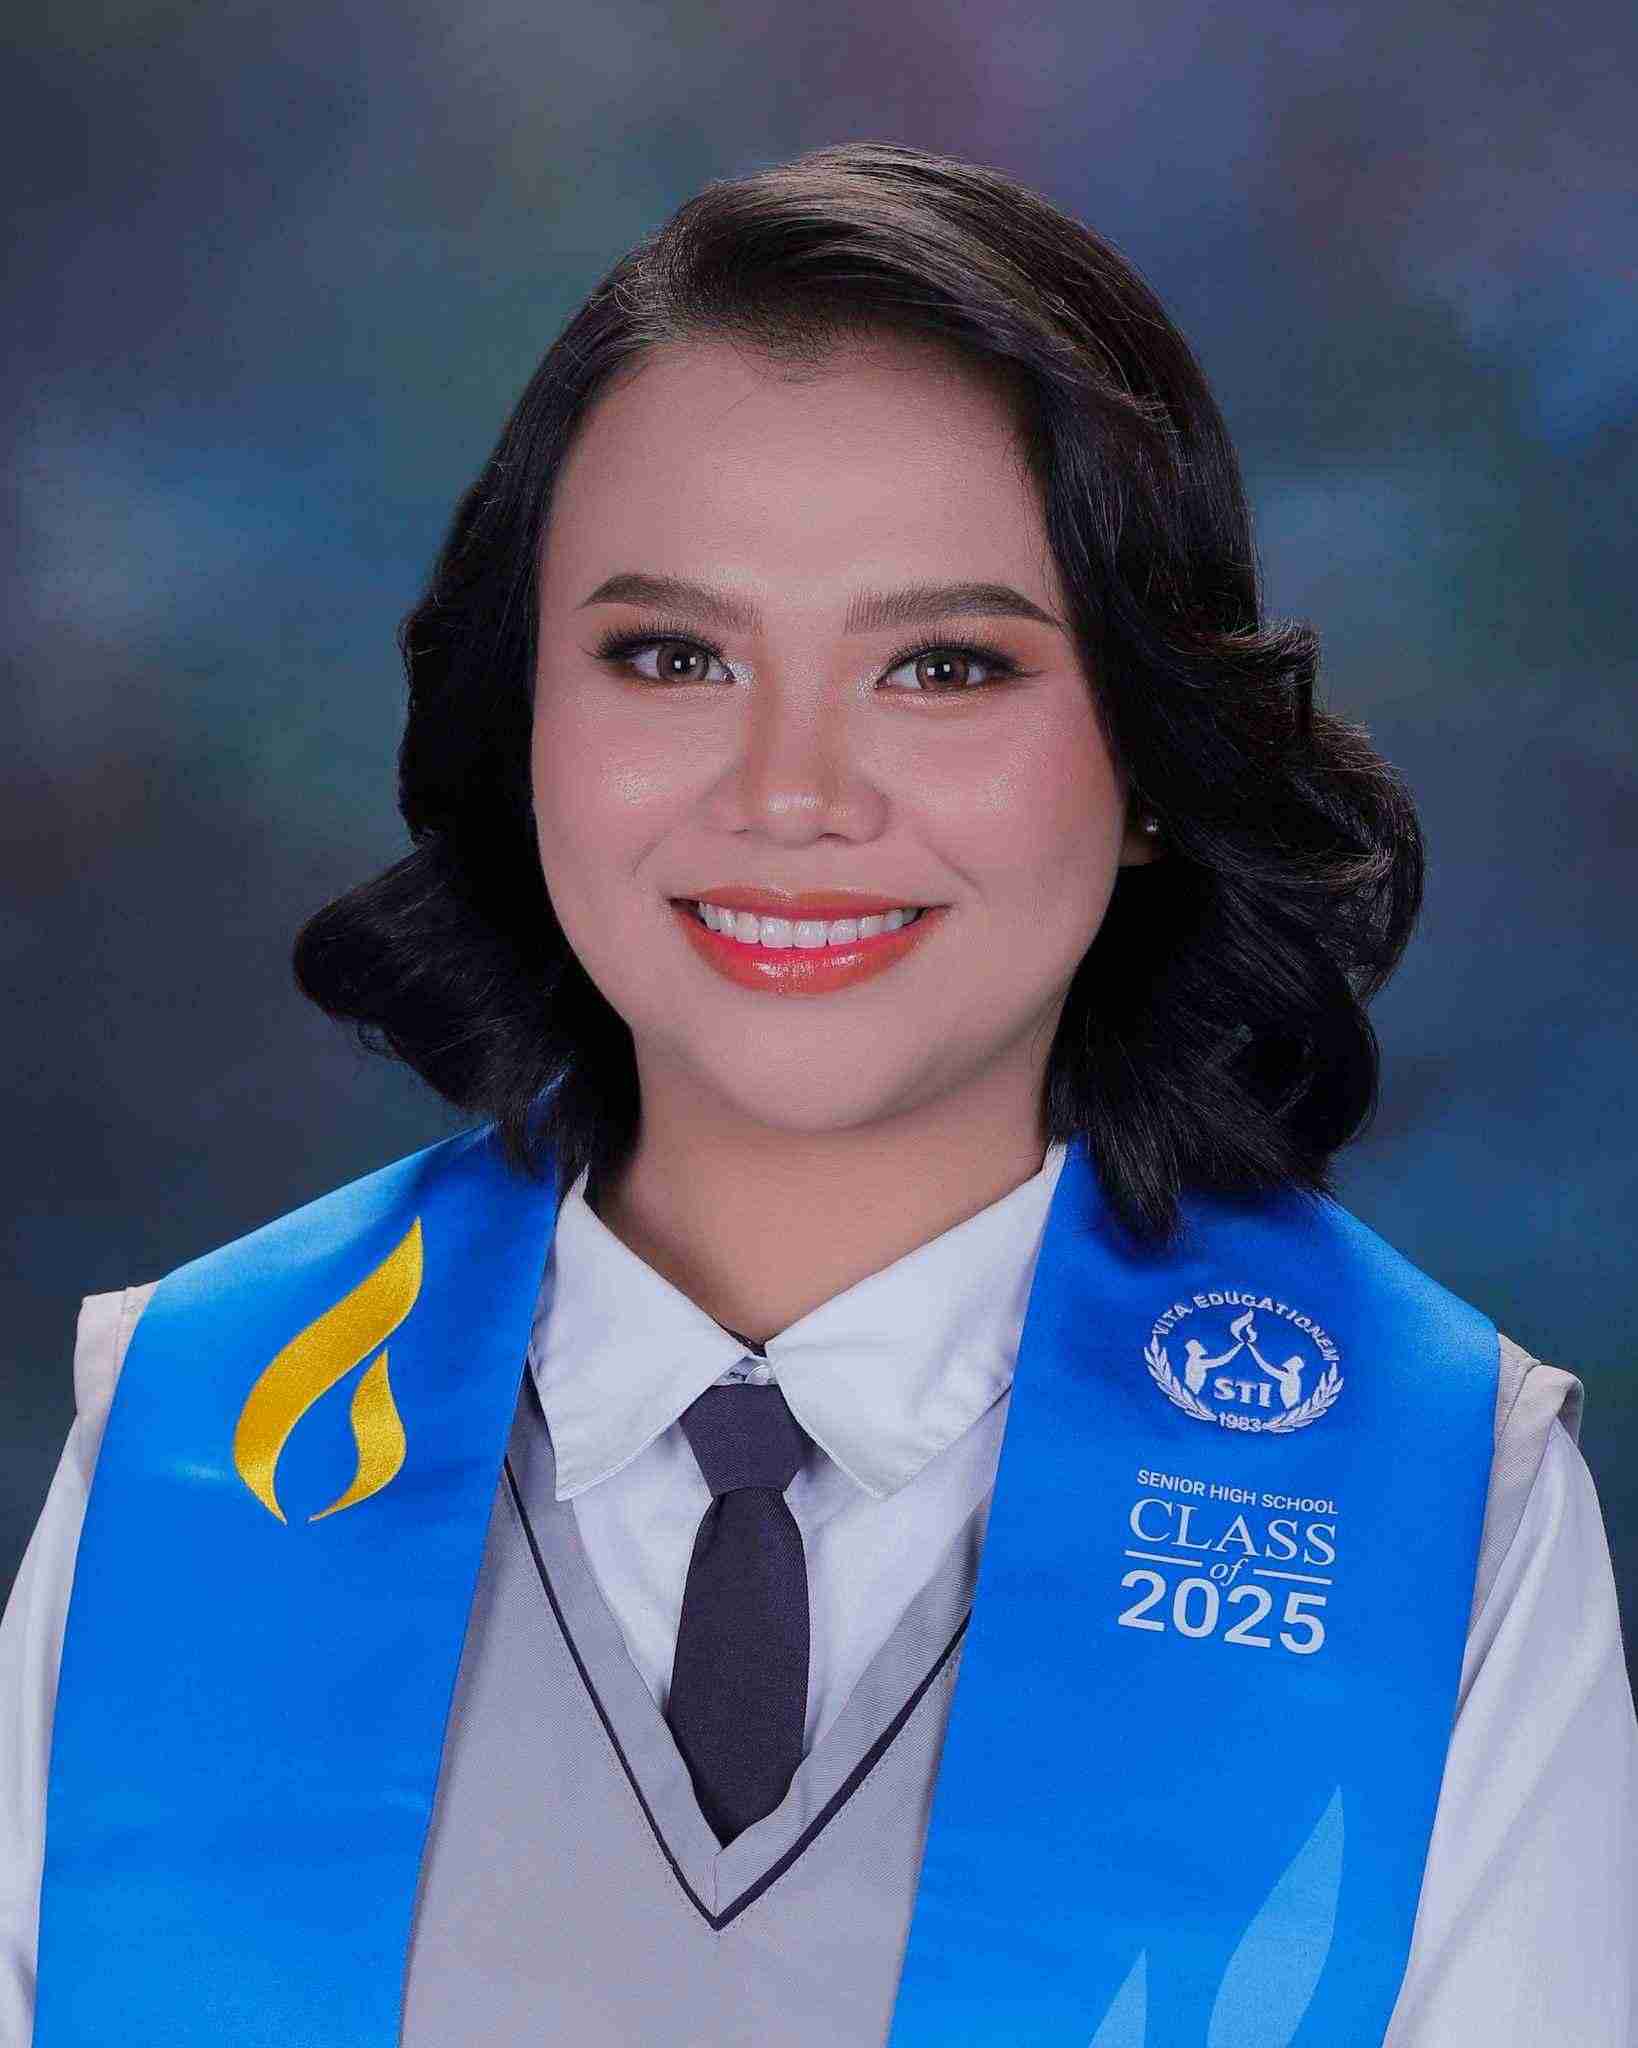 VITA EDUCATIONEM
STI
1983
SENIOR HIGH SCHOOL
CLASS
of
2025